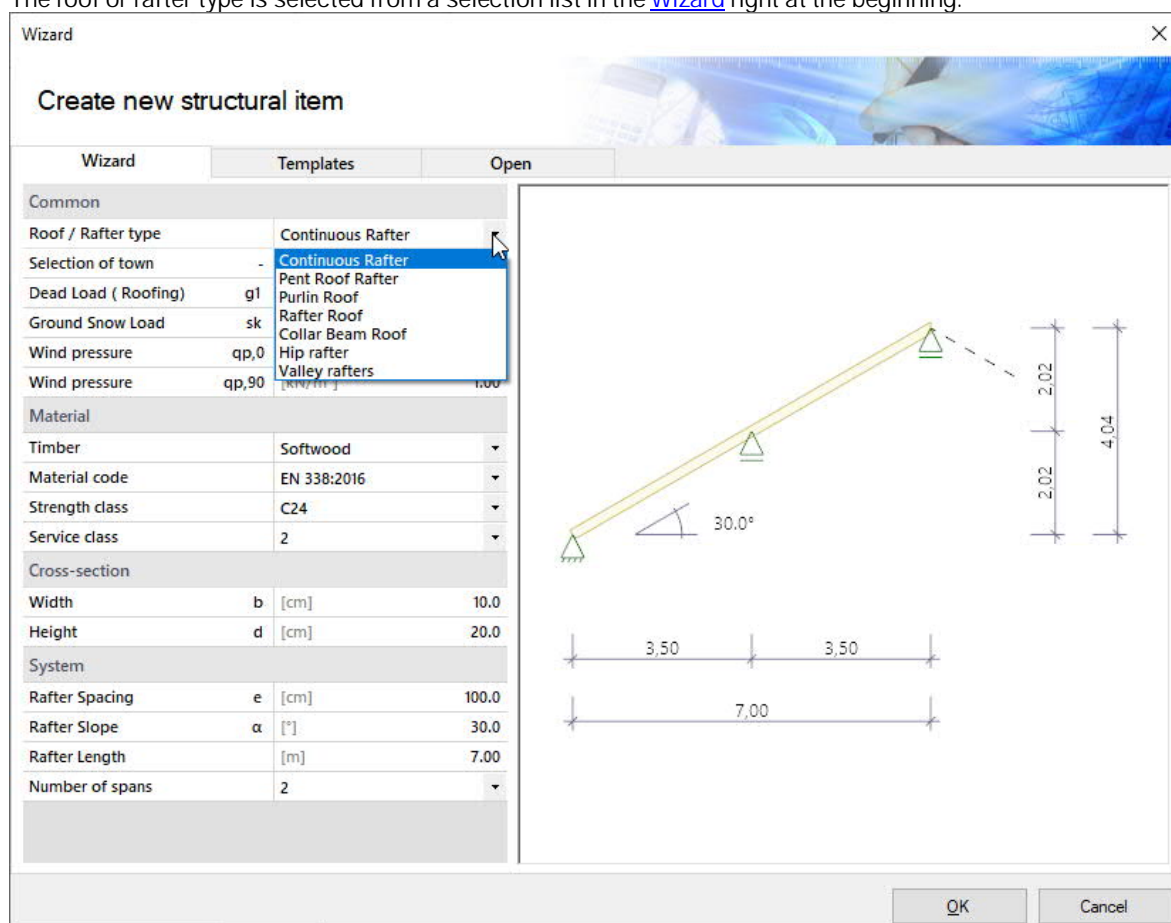 The roof or rafter type is selected from a selection list in the Wizard right at the beginning.
Wizard
Create new structural item
Wizard Templates Open
Common
Roof / Rafter type Continuous Rafter
Selection of town -
Continuous Rafter
Pent Roof Rafter
Purlin Roof
Rafter Roof
Collar Beam Roof
Hip rafter
Valley rafters
Dead Load ( Roofing) g1
Ground Snow Load sk
Wind pressure qp,0
Wind pressure qp,90 [kN/m²] 1.00
Material
Timber Softwood
Material code EN 338:2016
Strength class C24
Service class 2
Cross-section
Width b [cm] 10.0
Height d [cm] 20.0
System
Rafter Spacing e [cm] 100.0
Rafter Slope α [°] 30.0
Rafter Length [m] 7.00
Number of spans 2
2,02
4,04
2,02
30.0°
3,50 3,50
7,00
OK Cancel